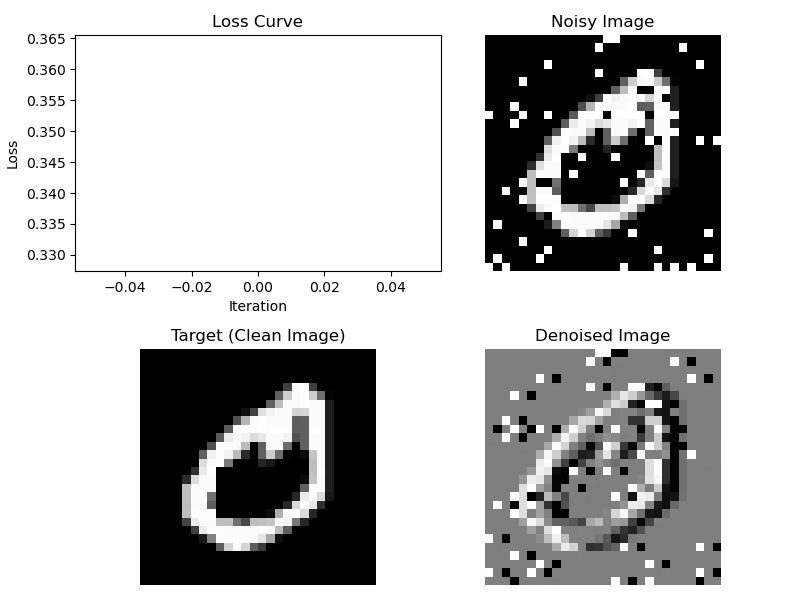 Loss Curve
Noisy Image
0.365
0.360
0.355
0.350
0.345
0.340
0.335
0.330
Loss
−0.04 −0.02 0.00 0.02 0.04
Iteration
Target (Clean Image)
Denoised Image